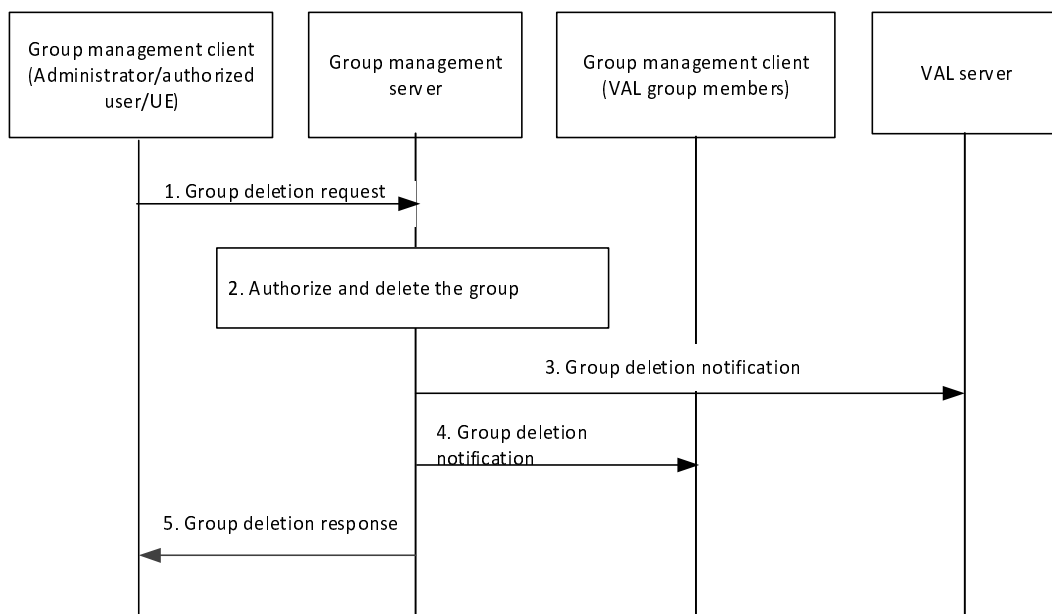 Group management client
(Administrator/authorized
user/UE)
Group management
server
Group management client
(VAL group members)
VAL server
1. Group deletion request
2. Authorize and delete the group
3. Group deletion notification
4. Group deletion
notification
5. Group deletion response